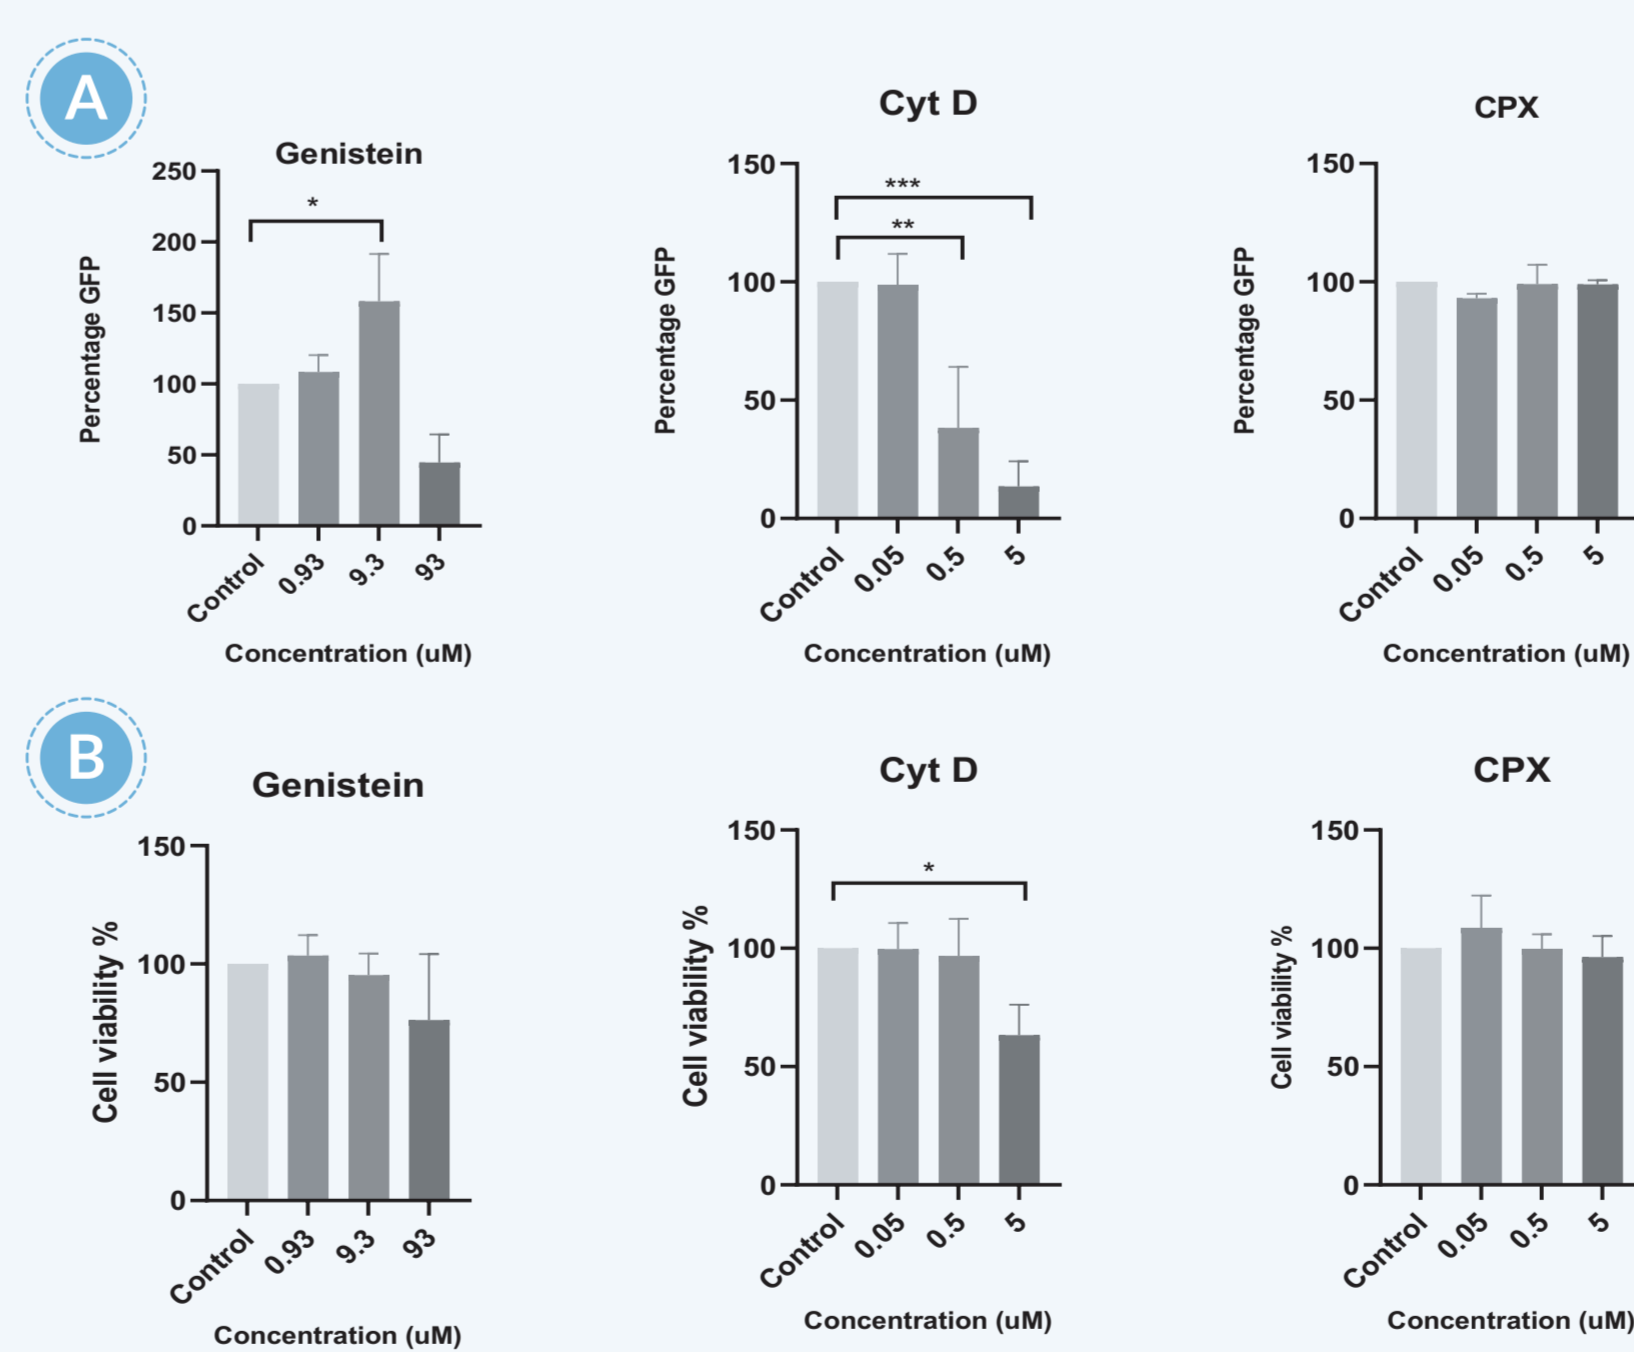 A
Genistein
250
200
150
100
50
0
*
Percentage GFP
Control
0.93
9.3
93
Concentration (uM)
Cyt D
150
100
50
0
***
**
Percentage GFP
Control
0.05
0.5
5
Concentration (uM)
CPX
150
100
50
0
Percentage GFP
Control
0.05
0.5
5
Concentration (uM)
B
Genistein
150
100
50
0
Cell viability %
Control
0.93
9.3
93
Concentration (uM)
Cyt D
150
100
50
0
*
Cell viability %
Control
0.05
0.5
5
Concentration (uM)
CPX
150
100
50
0
Cell viability %
Control
0.05
0.5
5
Concentration (uM)